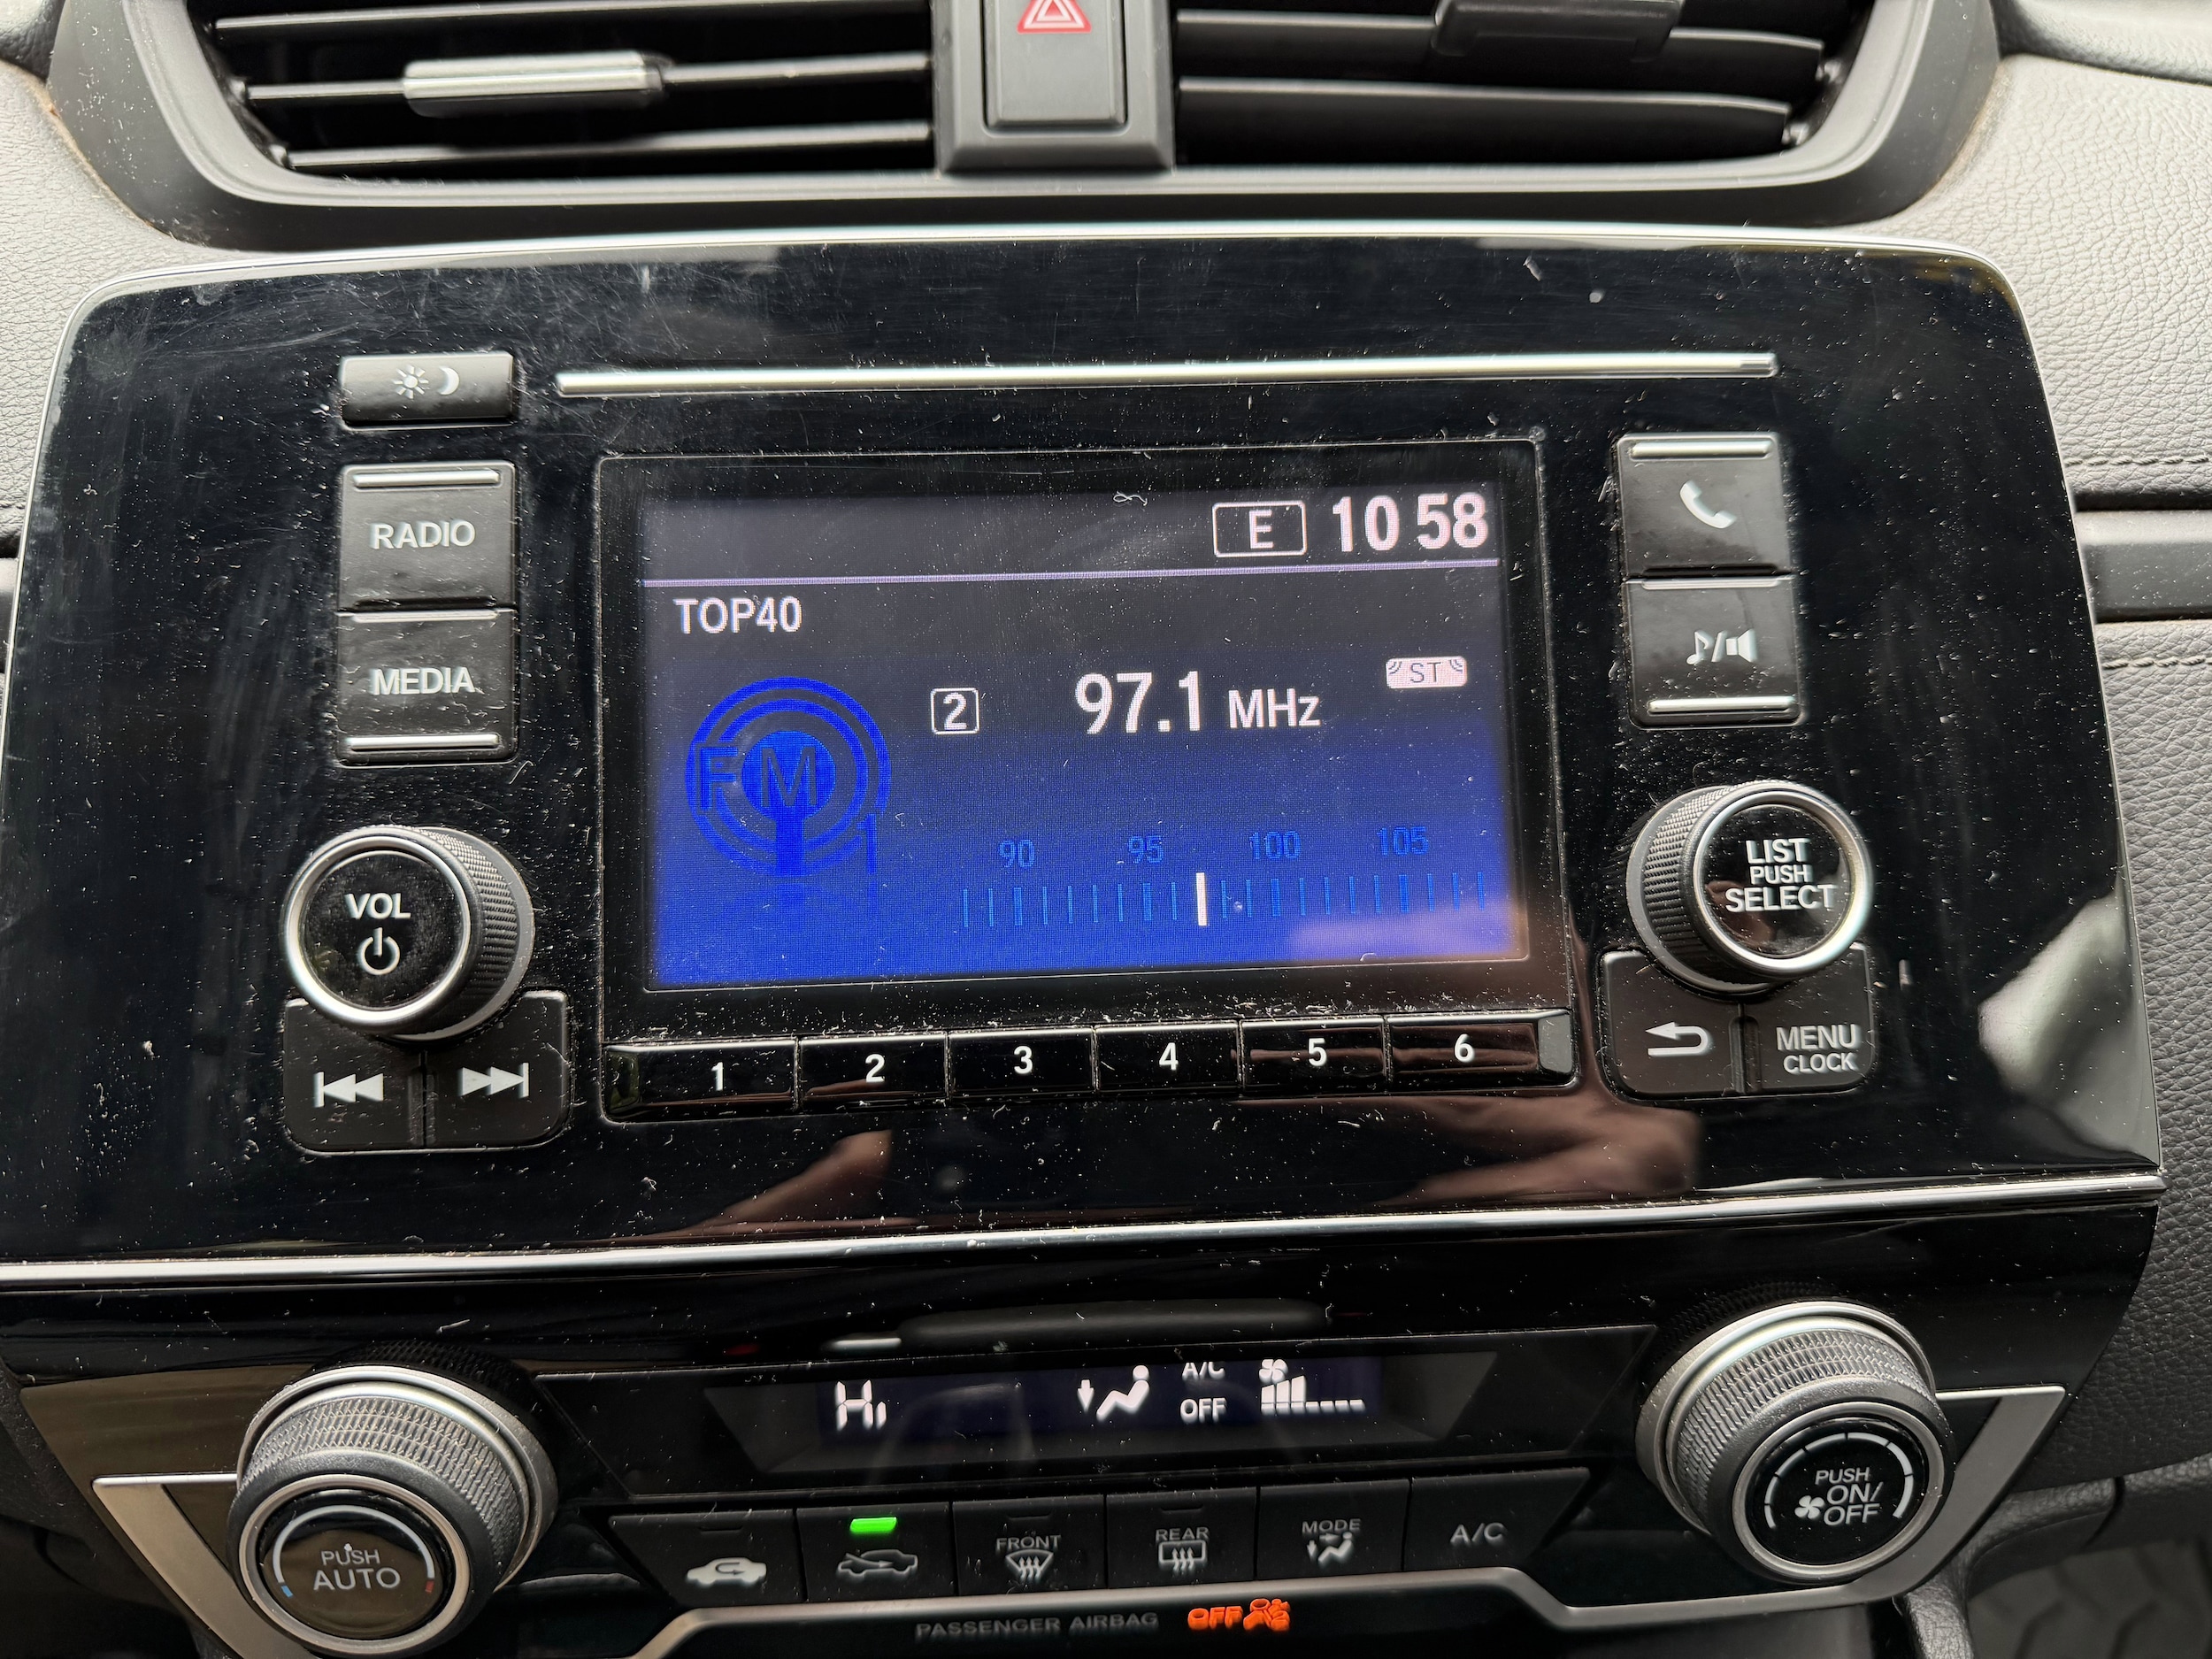 RADIO
MEDIA
VOL
E 10 58
TOP40
2 97.1 MHz ST
FM1
90 95 100 105
1 2 3 4 5 6
LIST
PUSH
SELECT
MENU
CLOCK
Hi
A/C
OFF
PUSH
AUTO
FRONT
REAR
MODE
A/C
PUSH
ON/
OFF
PASSENGER AIRBAG OFF